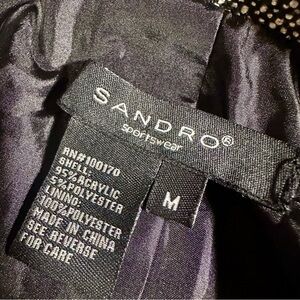 SANDRO®
Sportswear
M
RN#100170
SHELL:
95% ACRYLIC
5% POLYESTER
LINING:
100% POLYESTER
MADE IN CHINA
SEE REVERSE
FOR CARE